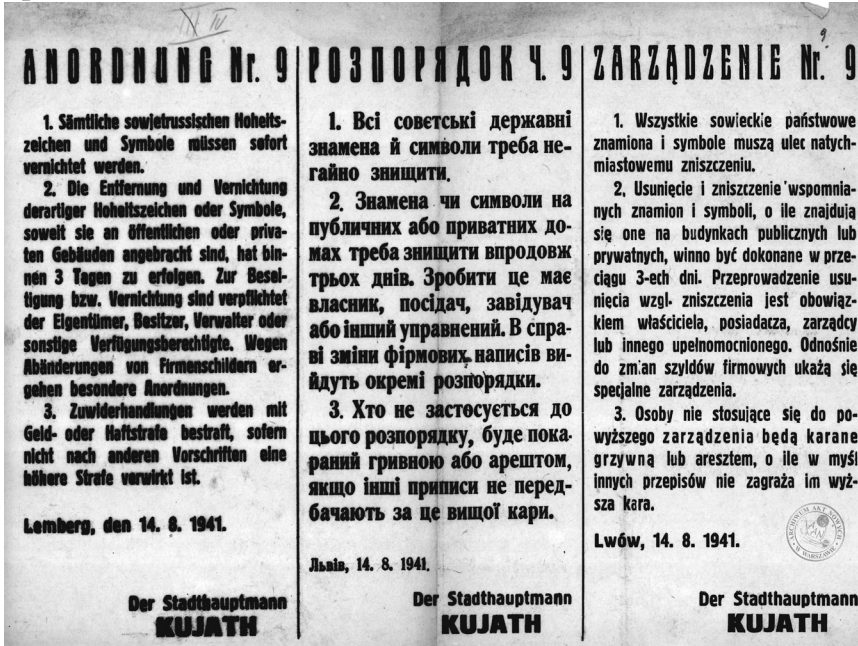 ANORDNUNG Nr. 9
1. Sämtliche sowjetrussischen Hoheits-
zeichen und Symbole müssen sofort
vernichtet werden.
2. Die Entfernung und Vernichtung
derartiger Hoheitszeichen oder Symbole,
soweit sie an öffentlichen oder priva-
ten Gebäuden angebracht sind, hat bin-
nen 3 Tagen zu erfolgen. Zur Besei-
tigung bzw. Vernichtung sind verpflichtet
der Eigentümer, Besitzer, Verwalter oder
sonstige Verfügungsberechtigte. Wegen
Abänderungen von Firmenschildern er-
gehen besondere Anordnungen.
3. Zuwiderhandlungen werden mit
Geld- oder Haftstrafe bestraft, sofern
nicht nach anderen Vorschriften eine
höhere Strafe verwirkt ist.
Lemberg, den 14. 8. 1941.
Der Stadthauptmann
KUJATH
РОЗПОРЯДОК Ч. 9
1. Всі совєтські державні
знамена й символи треба не-
гайно знищити.
2. Знамена чи символи на
публичних або приватних до-
мах треба знищити впродовж
трьох днів. Зробити це має
власник, посідач, завідувач
або інший управнений. В спра-
ві зміни фірмових написів ви-
йдуть окремі розпорядки.
3. Хто не застосується до
цього розпорядку, буде пока-
раний гривною або арештом,
якщо інші приписи не перед-
бачають за це вищої кари.
Львів, 14. 8. 1941.
Der Stadthauptmann
KUJATH
9
ZARZĄDZENIE Nr. 9
1. Wszystkie sowieckie państwowe
znamiona i symbole muszą ulec natych-
miastowemu zniszczeniu.
2, Usunięcie i zniszczenie wspomnia-
nych znamion i symboli, o ile znajdują
się one na budynkach publicznych lub
prywatnych, winno być dokonane w prze-
ciągu 3-ech dni. Przeprowadzenie usu-
nięcia wzgl. zniszczenia jest obowiąz-
kiem właściciela, posiadacza, zarządcy
lub innego upełnomocnionego. Odnośnie
do zmian szyldów firmowych ukażą się
specjalne zarządzenia.
3. Osoby nie stosujące się do po-
wyższego zarządzenia będą karane
grzywną lub aresztem, o ile w myśl
innych przepisów nie zagraża im wyż-
sza kara.
Lwów, 14. 8. 1941.
ARCHIWUM AKT NOWYCH
W WARSZAWIE
Der Stadthauptmann
KUJATH